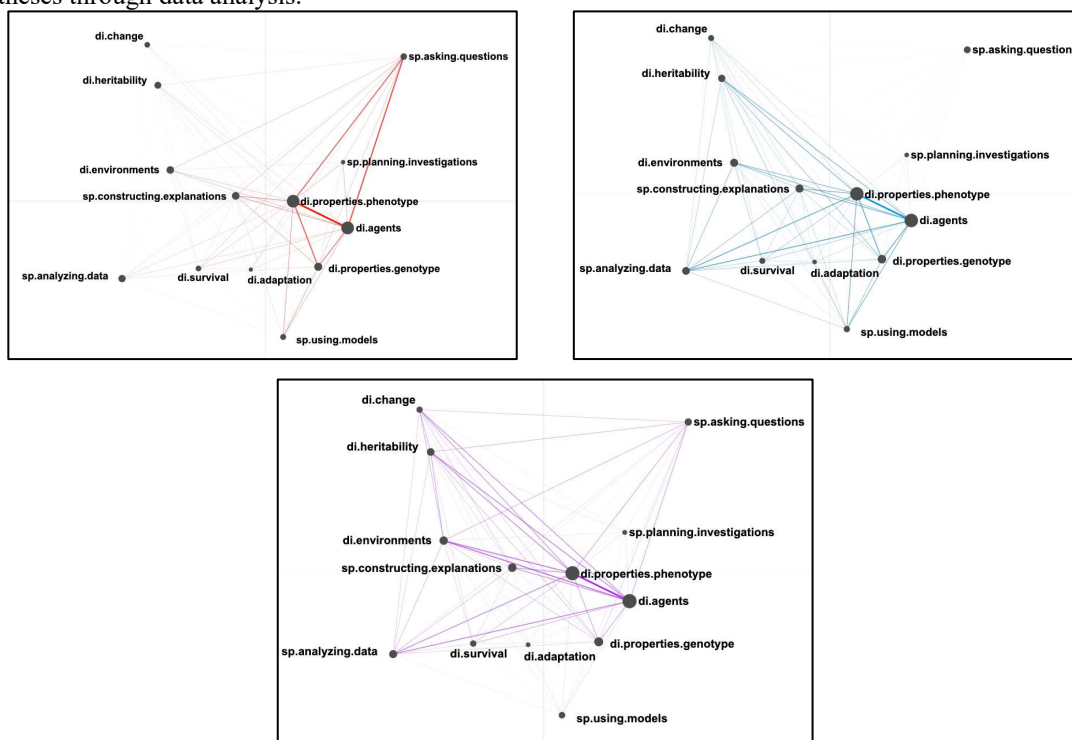 theses through data analysis.
di.change
sp.asking.questions
di.heritability
sp.planning.investigations
di.environments
sp.constructing.explanations
di.properties.phenotype
di.agents
di.properties.genotype
sp.analyzing.data
di.survival
di.adaptation
sp.using.models
di.change
sp.asking.question
di.heritability
sp.planning.investigations
di.environments
sp.constructing.explanations
di.properties.phenotype
di.agents
di.properties.genotype
sp.analyzing.data
di.survival
di.adaptation
sp.using.models
di.change
sp.asking.questions
di.heritability
sp.planning.investigations
di.environments
sp.constructing.explanations
di.properties.phenotype
di.agents
di.properties.genotype
sp.analyzing.data
di.survival
di.adaptation
sp.using.models